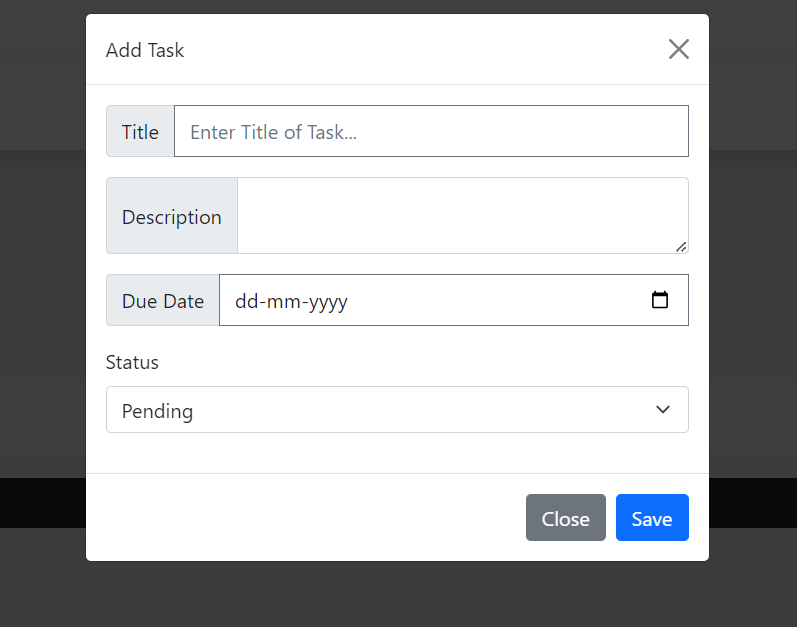 Add Task
Title Enter Title of Task...
Description
Due Date dd-mm-yyyy
Status
Pending
Close Save